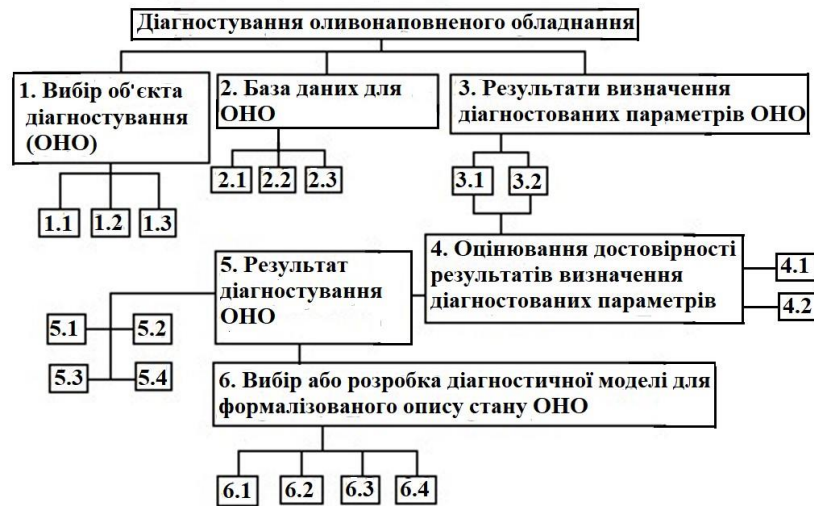 Діагностування оливонаповненого обладнання
1. Вибір об'єкта
діагностування
(ОНО)
2. База даних для
ОНО
3. Результати визначення
діагностованих параметрів ОНО
1.1
1.2
1.3
2.1
2.2
2.3
3.1
3.2
4. Оцінювання достовірності
результатів визначення
діагностованих параметрів
4.1
4.2
5. Результат
діагностування
ОНО
5.1
5.2
5.3
5.4
6. Вибір або розробка діагностичної моделі для
формалізованого опису стану ОНО
6.1
6.2
6.3
6.4